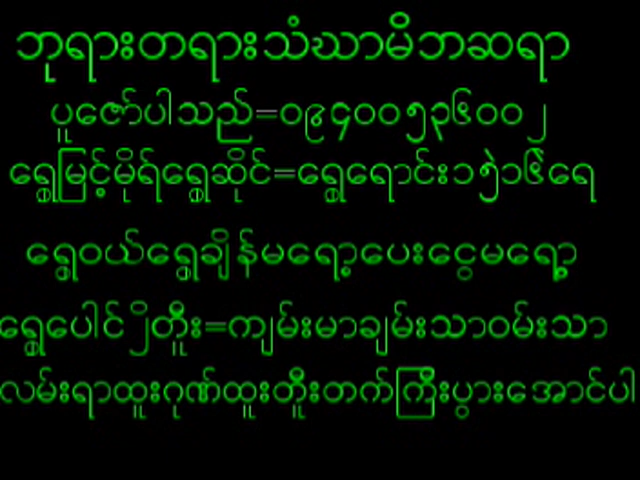 ဘုရားတရားသံဃာမိဘဆရာ
ပူဇော်ပါသည်=၀၉၄၀၀၅၃၆၀၀၂
ရွှေမြင့်မိုရ်ရွှေဆိုင်=ရွှေရောင်း၁၅ဲ၁၆ဲရေ
ရွှေဝယ်ရွှေချိန်မရော့ပေးငွေမရော့
ရွှေပေါင်၂ိတိူး=ကျမ်းမာချမ်းသာဝမ်းသာ
လမ်းရာထူးဂုဏ်ထူးတိူးတက်ကြီးပွားအောင်ပါ